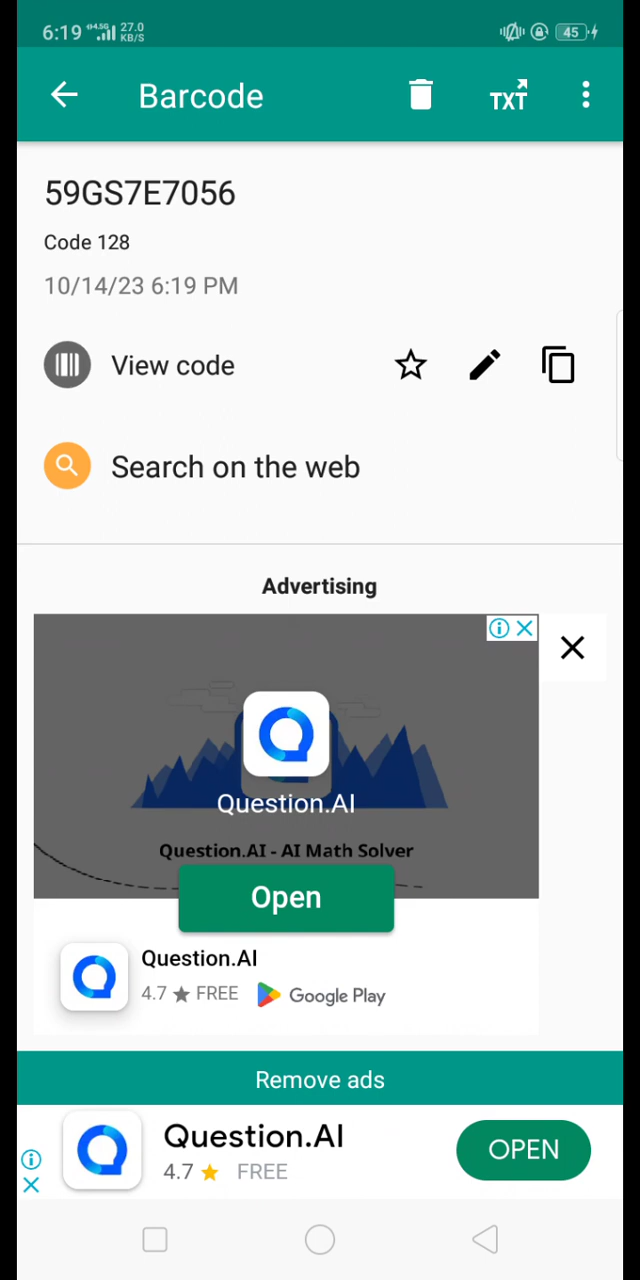 6:19 4.5G 27.0 KB/S 45
Barcode TXT
59GS7E7056
Code 128
10/14/23 6:19 PM
View code
Search on the web
Advertising
Question.AI
Question.AI - AI Math Solver
Open
Question.AI
4.7 ★ FREE Google Play
Remove ads
Question.AI
4.7 ★ FREE
OPEN